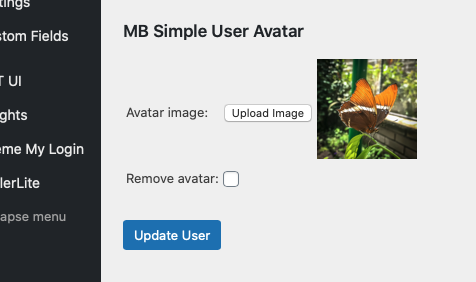 tings
MB Simple User Avatar
stom Fields
T UI
ghts
Avatar image:
Upload Image
eme My Login
lerLite
Remove avatar:
apse menu
Update User